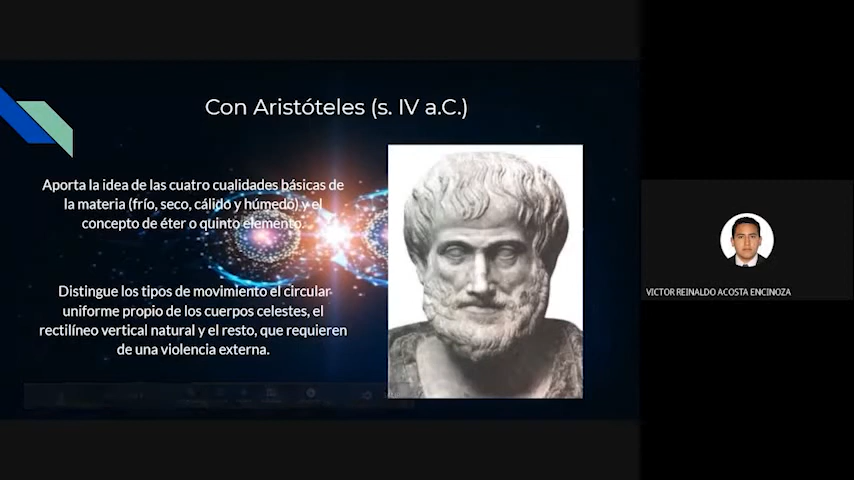 Con Aristóteles (s. IV a.C.)
Aporta la idea de las cuatro cualidades básicas de
la materia (frío, seco, cálido y húmedo) y el
concepto de éter o quinto elemento.
Distingue los tipos de movimiento el circular
uniforme propio de los cuerpos celestes, el
rectilíneo vertical natural y el resto, que requieren
de una violencia externa.
VICTOR REINALDO ACOSTA ENCINOZA